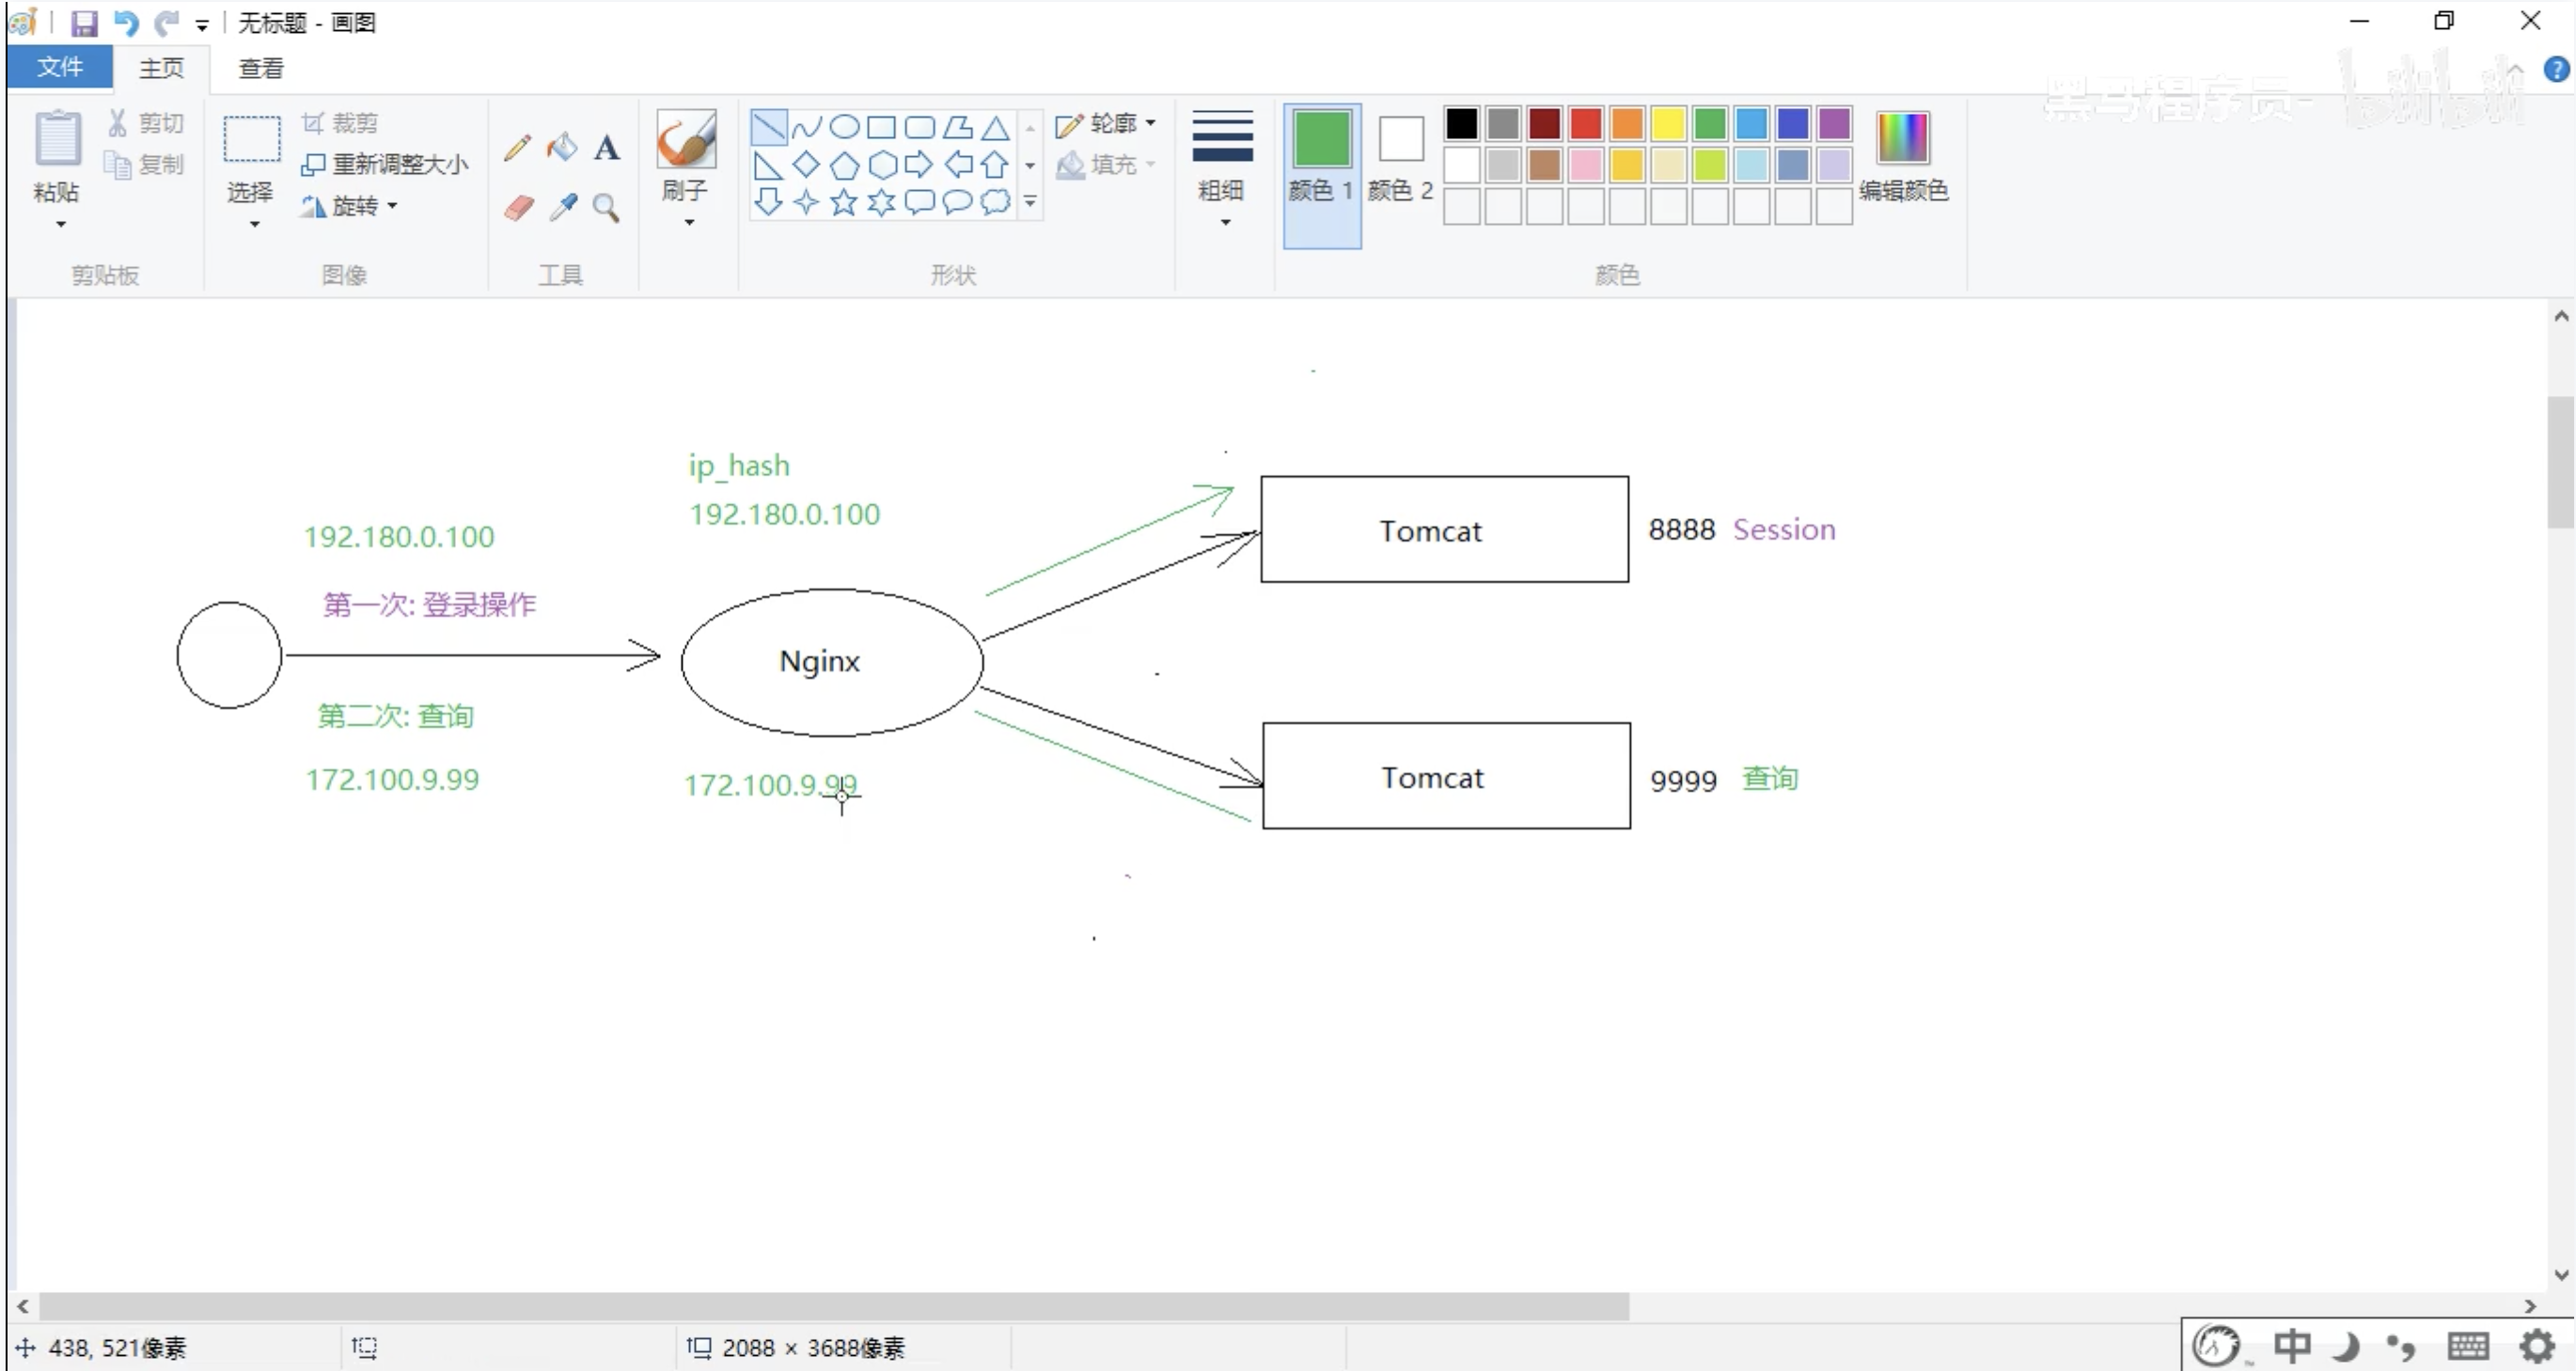 无标题 - 画图
文件 主页 查看
黑马程序员- bilibili
粘贴 剪切 复制
选择 裁剪 重新调整大小 旋转
A
刷子
轮廓 填充
粗细
颜色 1 颜色 2
编辑颜色
剪贴板 图像 工具 形状 颜色
ip_hash
192.180.0.100
192.180.0.100
第一次: 登录操作
Tomcat 8888 Session
Nginx
第二次: 查询
172.100.9.99
172.100.9.99
Tomcat 9999 查询
438, 521像素 2088 × 3688像素
中